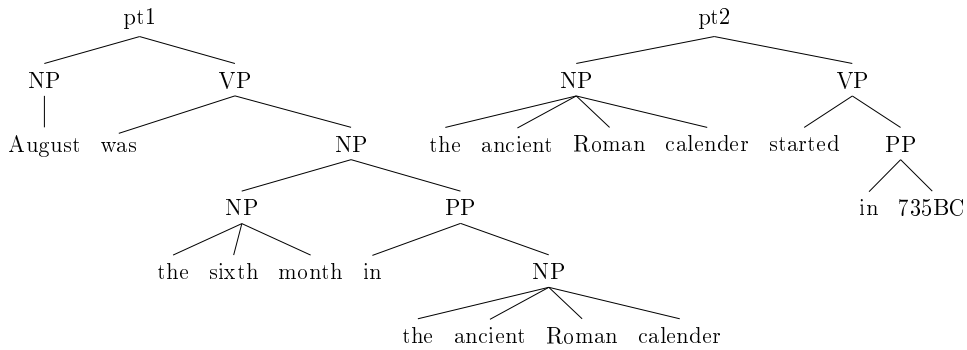 pt1 pt2
NP VP NP VP
August was NP the ancient Roman calender started PP
NP PP in 735BC
the sixth month in NP
the ancient Roman calender